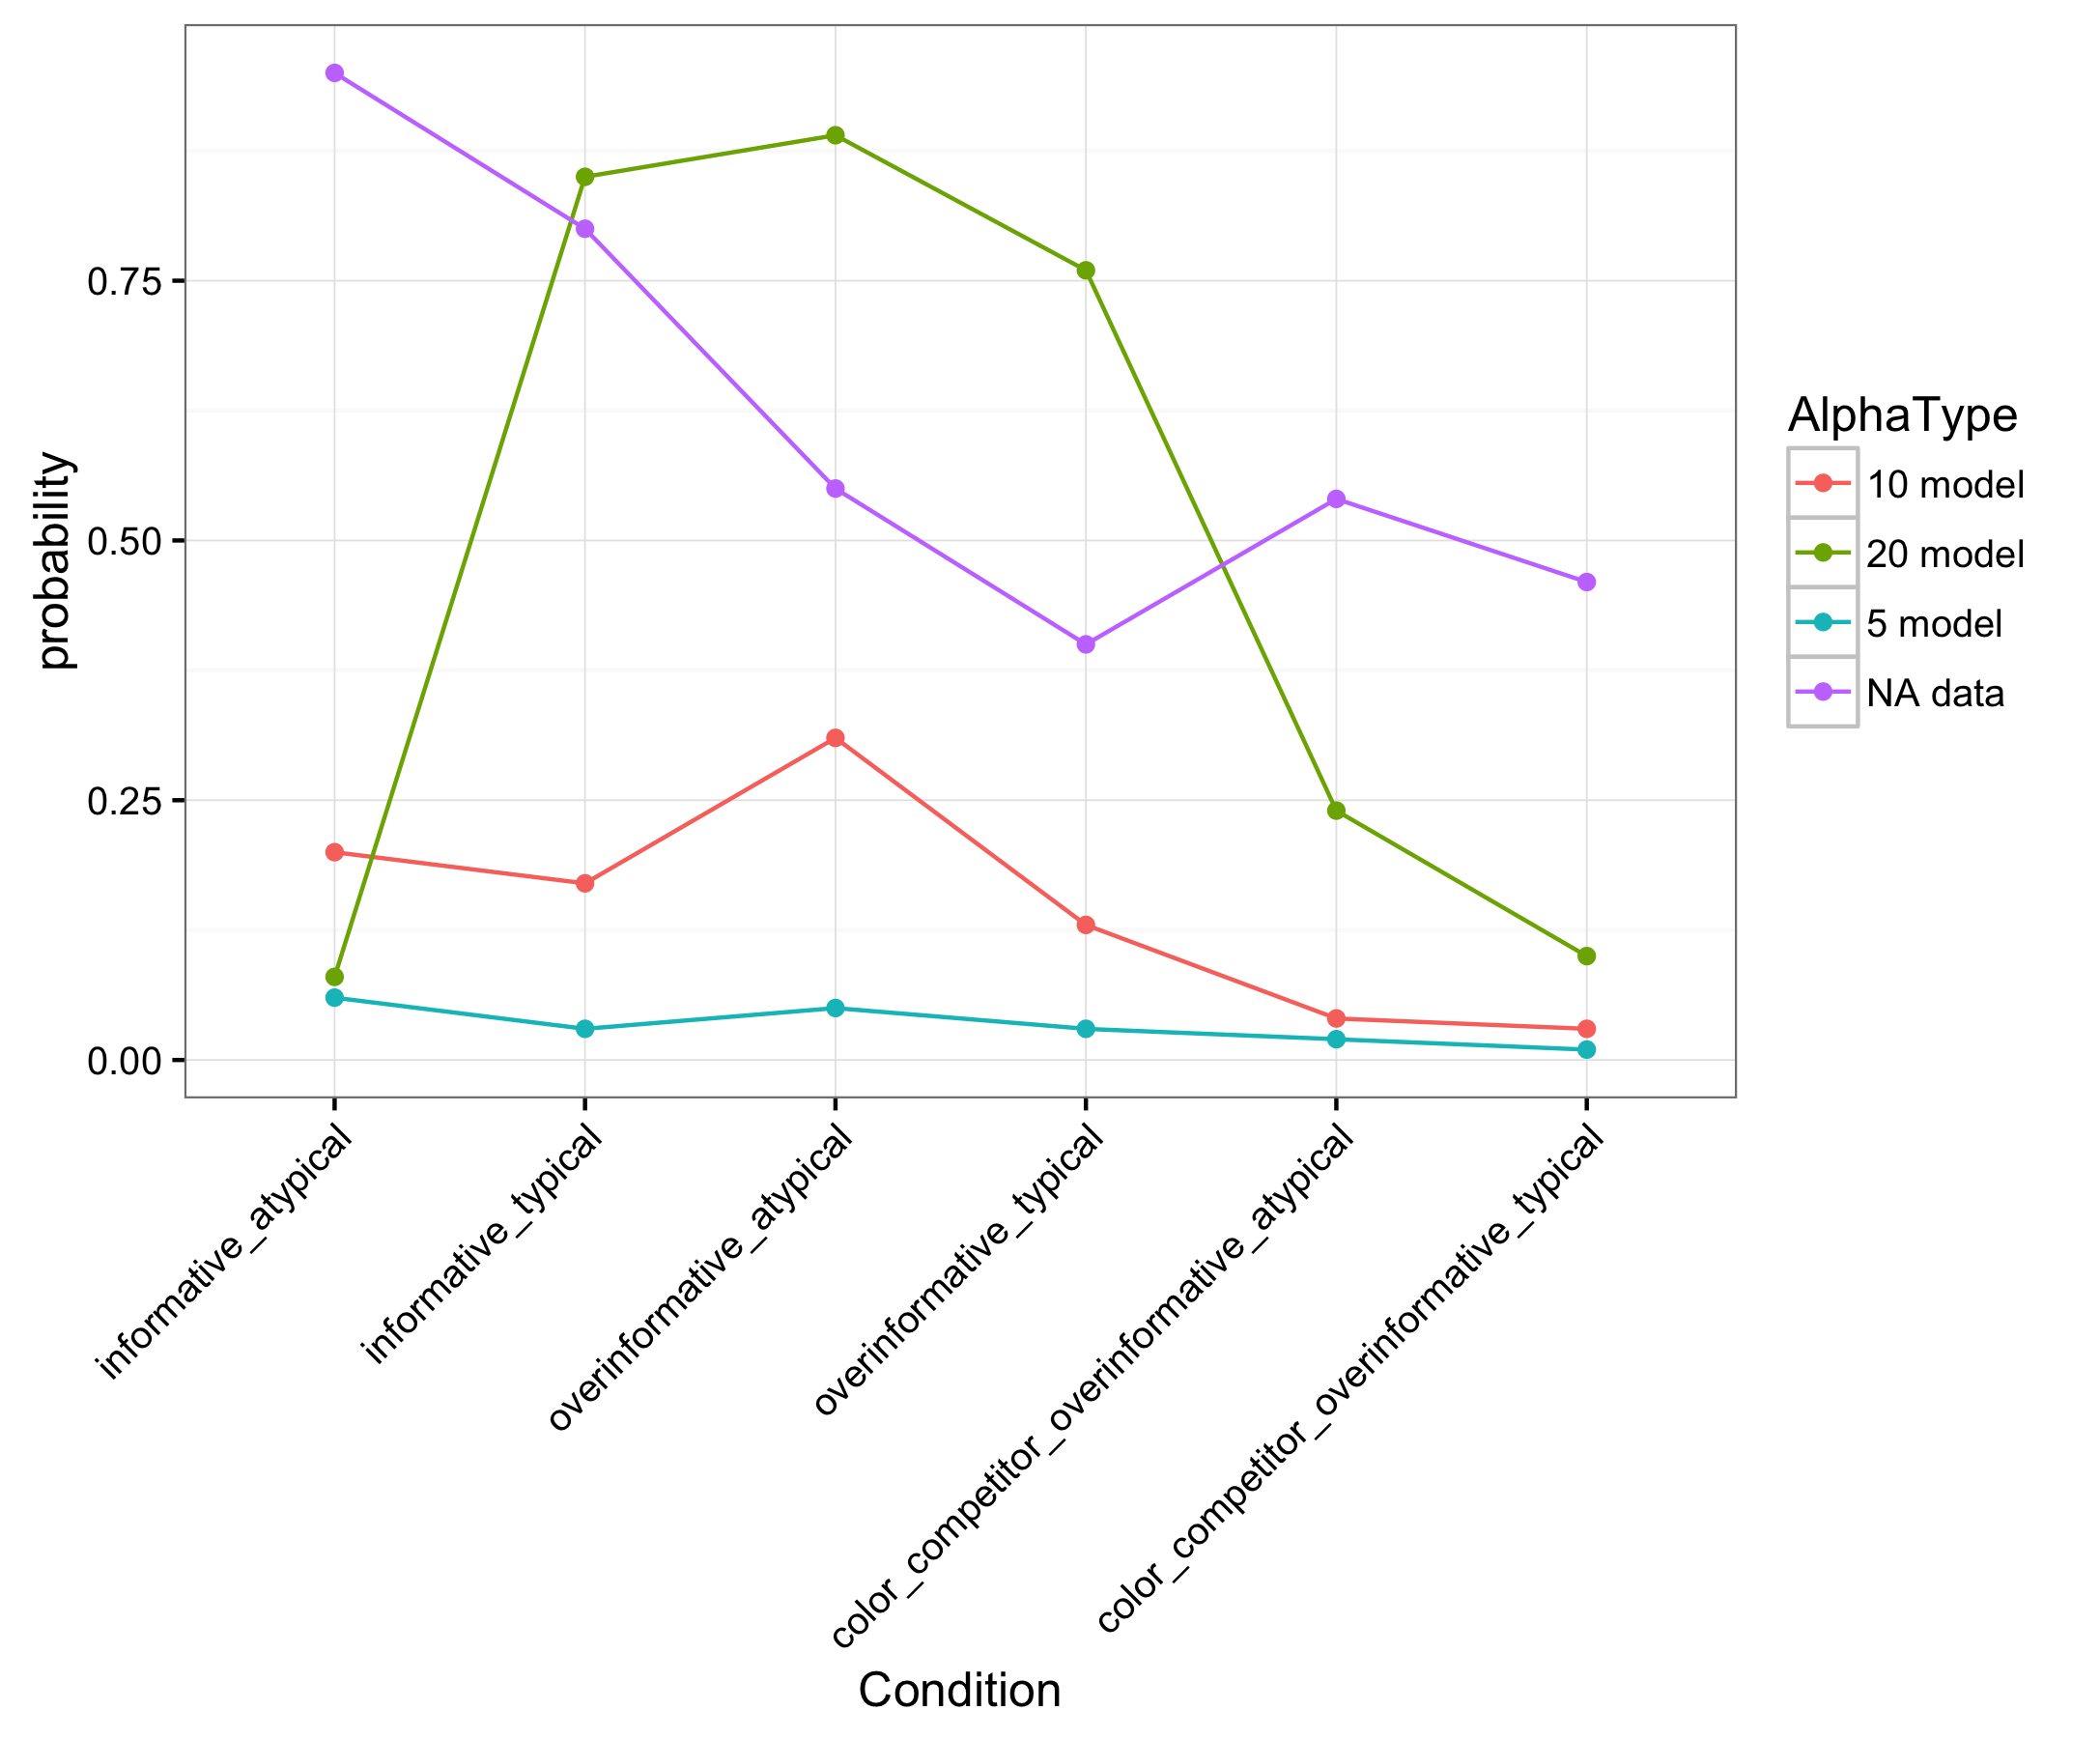 probability
0.75
0.50
0.25
0.00
informative_atypical
informative_typical
overinformative_atypical
overinformative_typical
color_competitor_overinformative_atypical
color_competitor_overinformative_typical
Condition
AlphaType
10 model
20 model
5 model
NA data